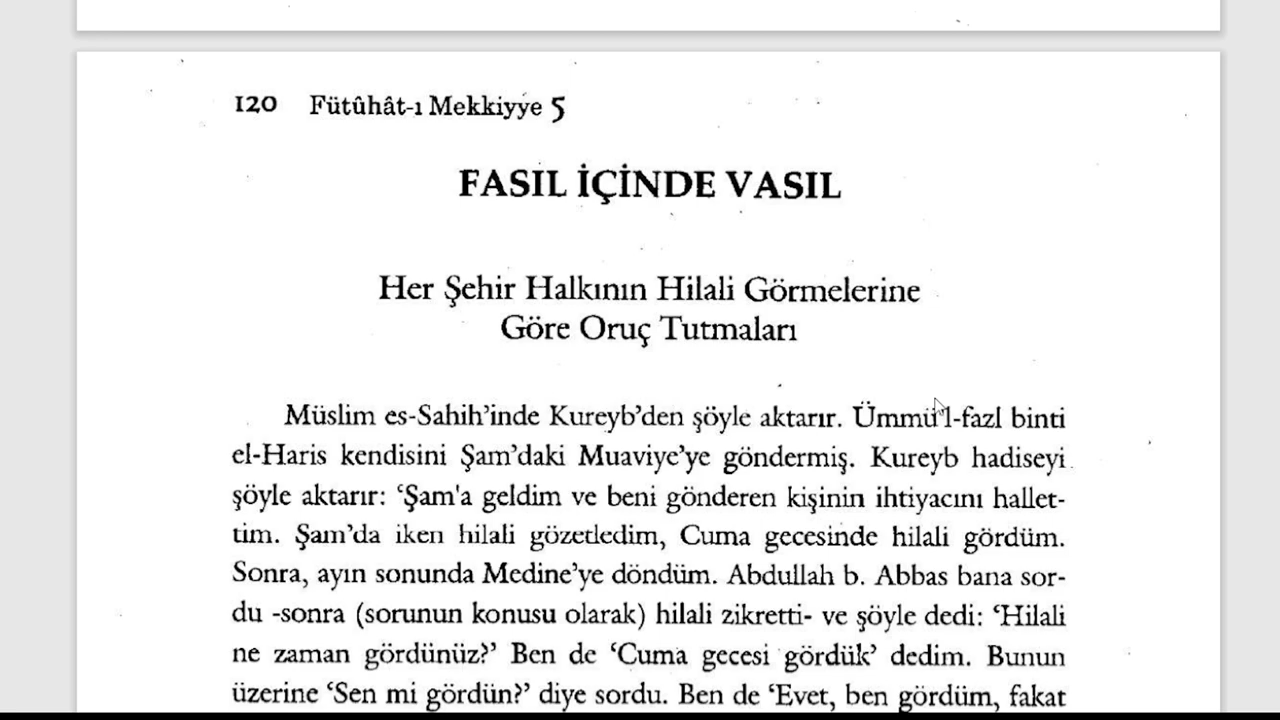 120 Fütûhât-ı Mekkiyye 5
FASIL İÇİNDE VASIL
Her Şehir Halkının Hilali Görmelerine
Göre Oruç Tutmaları
Müslim es-Sahih’inde Kureyb’den şöyle aktarır. Ümmü’l-fazl binti
el-Haris kendisini Şam’daki Muaviye’ye göndermiş. Kureyb hadiseyi
şöyle aktarır: ‘Şam'a geldim ve beni gönderen kişinin ihtiyacını hallet-
tim. Şam’da iken hilali gözetledim, Cuma gecesinde hilali gördüm.
Sonra, ayın sonunda Medine’ye döndüm. Abdullah b. Abbas bana sor-
du -sonra (sorunun konusu olarak) hilali zikretti- ve şöyle dedi: ‘Hilali
ne zaman gördünüz?’ Ben de ‘Cuma gecesi gördük’ dedim. Bunun
üzerine ‘Sen mi gördün?’ diye sordu. Ben de ‘Evet, ben gördüm, fakat